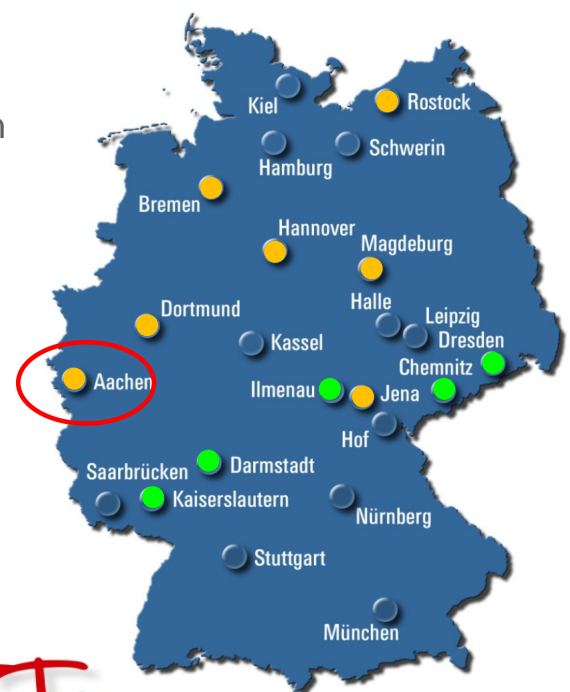 n
Kiel
Rostock
Hamburg
Schwerin
Bremen
Hannover
Magdeburg
Dortmund
Halle
Leipzig
Kassel
Dresden
Chemnitz
Aachen
Ilmenau
Jena
Hof
Saarbrücken
Darmstadt
Kaiserslautern
Nürnberg
Stuttgart
München